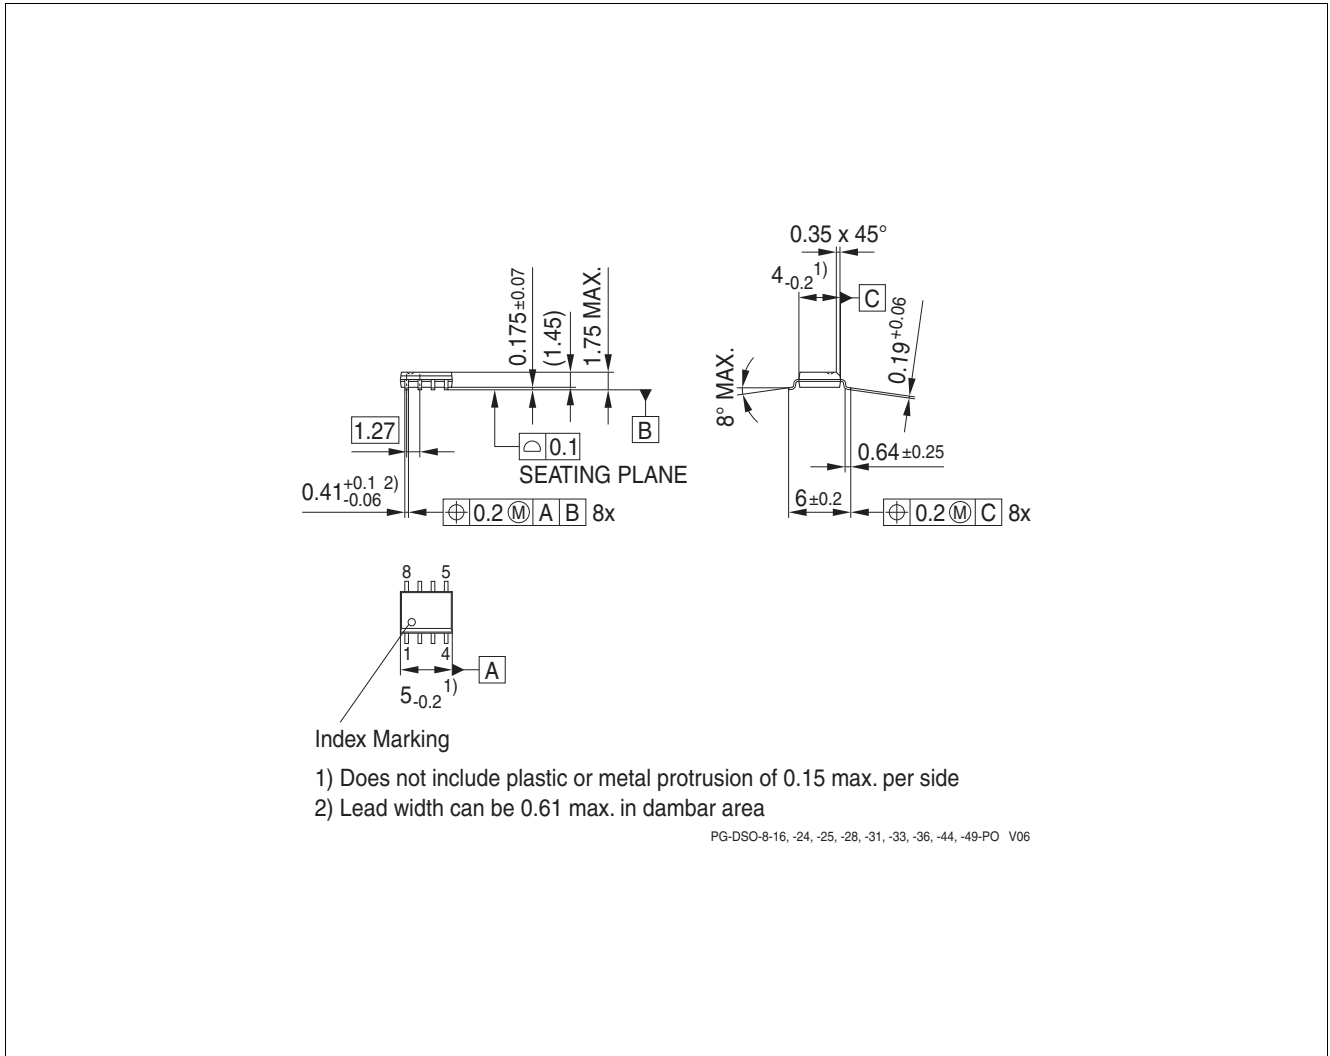 0.35 x 45°
4-0.2 1)
C
0.175±0.07
(1.45)
1.75 MAX.
8° MAX.
0.19+0.06
B
1.27
0.1
SEATING PLANE
0.64±0.25
0.41+0.1 -0.06 2)
0.2 Ⓜ A B 8x
6±0.2
0.2 Ⓜ C 8x
8 5
1 4
A
5-0.2 1)
Index Marking
1) Does not include plastic or metal protrusion of 0.15 max. per side
2) Lead width can be 0.61 max. in dambar area
PG-DSO-8-16, -24, -25, -28, -31, -33, -36, -44, -49-PO V06